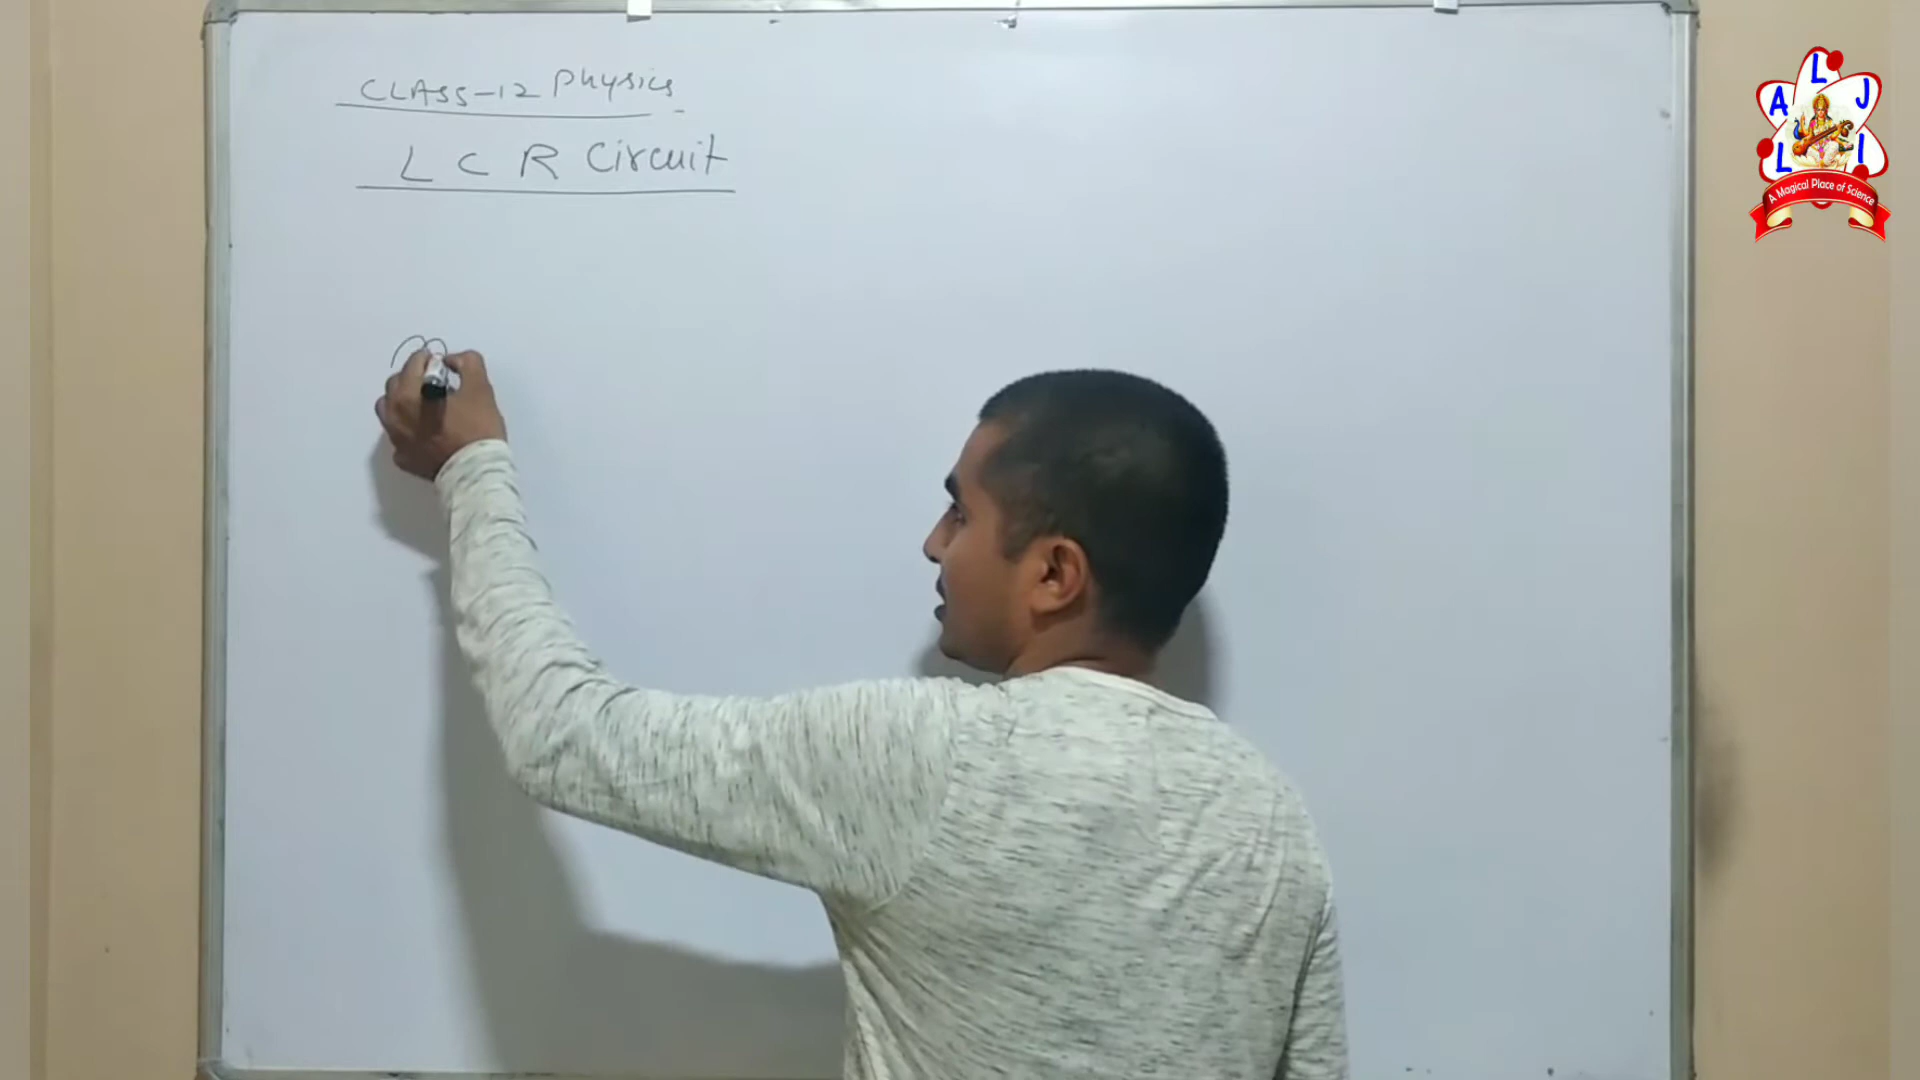 CLASS-12 Physics
L C R Circuit
A L J L I
A Magical Place of Science